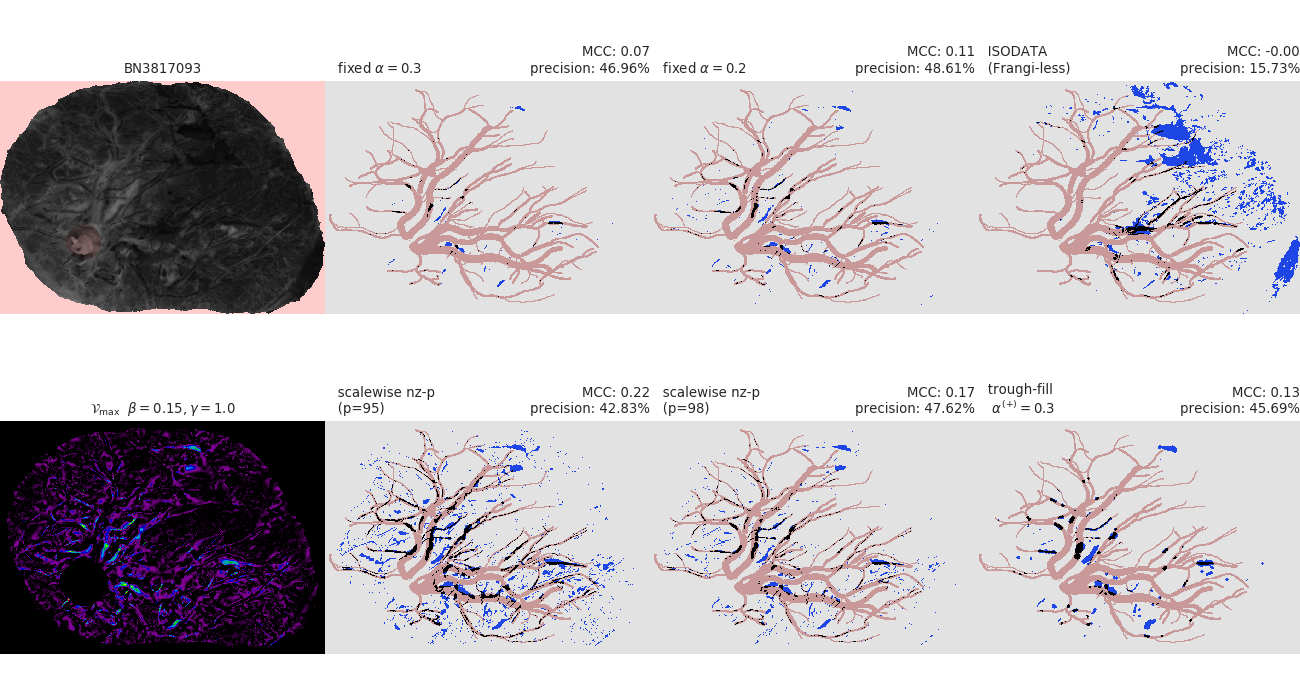 BN3817093
fixed α = 0.3
MCC: 0.07
precision: 46.96%
fixed α = 0.2
MCC: 0.11
precision: 48.61%
ISODATA
(Frangi-less)
MCC: -0.00
precision: 15.73%
𝒱max β = 0.15, γ = 1.0
scalewise nz-p
(p=95)
MCC: 0.22
precision: 42.83%
scalewise nz-p
(p=98)
MCC: 0.17
precision: 47.62%
trough-fill
α(+) = 0.3
MCC: 0.13
precision: 45.69%